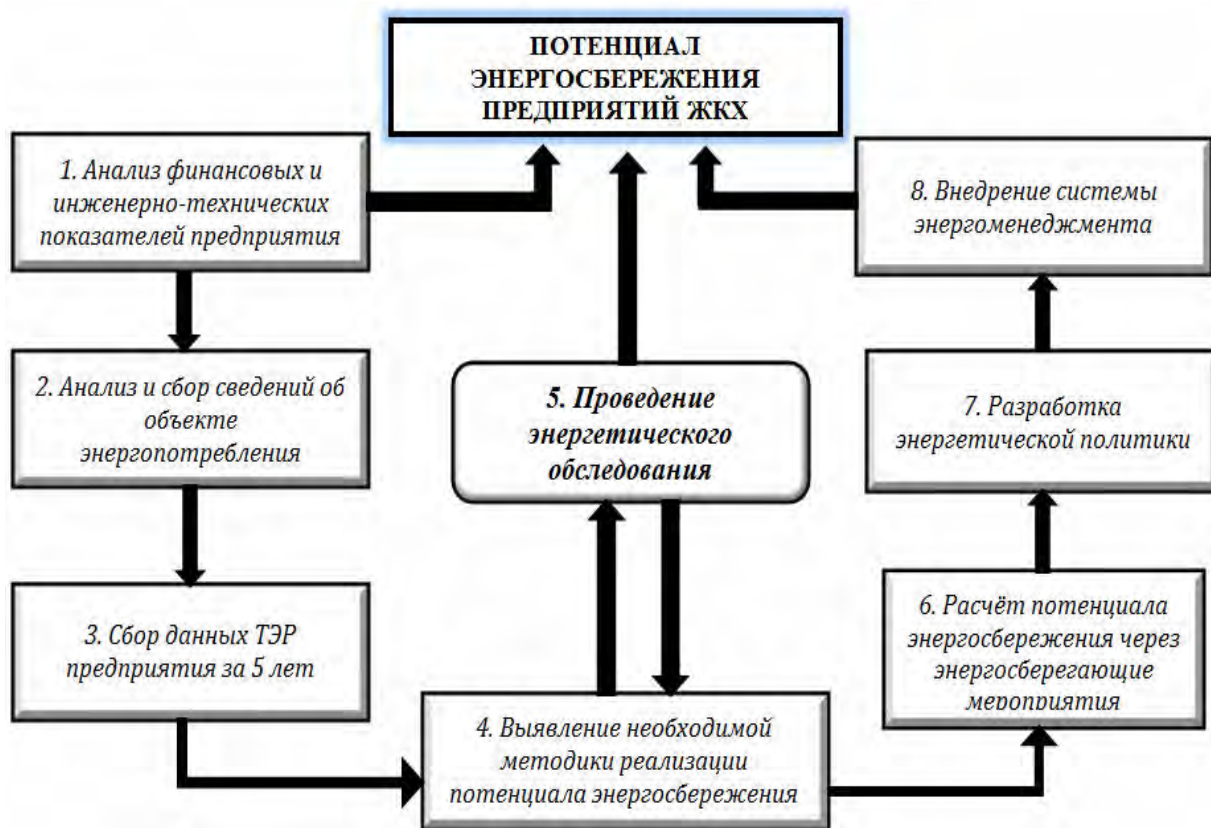 ПОТЕНЦИАЛ
ЭНЕРГОСБЕРЕЖЕНИЯ
ПРЕДПРИЯТИЙ ЖКХ
1. Анализ финансовых и
инженерно-технических
показателей предприятия
2. Анализ и сбор сведений об
объекте
энергопотребления
3. Сбор данных ТЭР
предприятия за 5 лет
4. Выявление необходимой
методики реализации
потенциала энергосбережения
5. Проведение
энергетического
обследования
6. Расчёт потенциала
энергосбережения через
энергосберегающие
мероприятия
7. Разработка
энергетической политики
8. Внедрение системы
энергоменеджмента